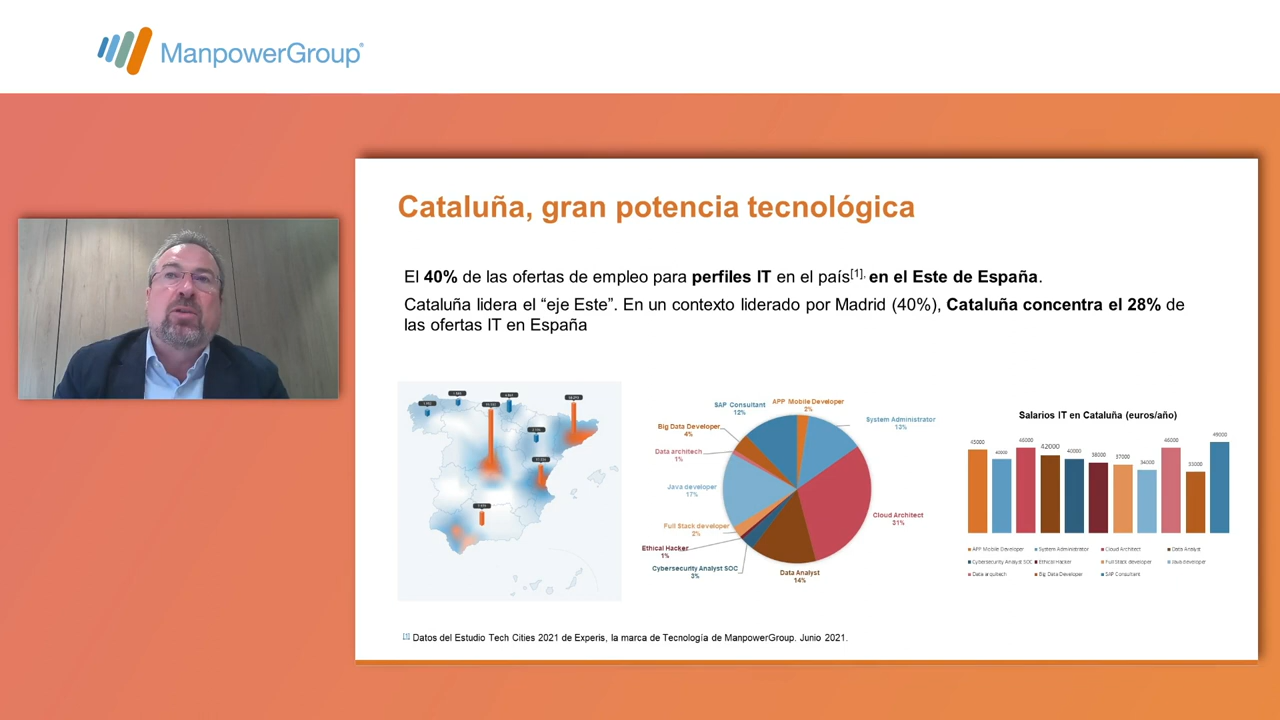 ManpowerGroup®
Cataluña, gran potencia tecnológica
El 40% de las ofertas de empleo para perfiles IT en el país[1], en el Este de España.
Cataluña lidera el “eje Este”. En un contexto liderado por Madrid (40%), Cataluña concentra el 28% de
las ofertas IT en España
SAP Consultant
12%
APP Mobile Developer
2%
System Administrator
13%
Big Data Developer
4%
Data architech
1%
Java developer
17%
Cloud Architect
31%
Full Stack developer
2%
Ethical Hacker
1%
Cybersecurity Analyst SOC
3%
Data Analyst
14%
Salarios IT en Cataluña (euros/año)
43000
40000
46000
42000
40000
38000
37000
34000
46000
33000
49000
APP Mobile Developer
System Administrator
Cloud Architect
Data Analyst
Cybersecurity Analyst SOC
Ethical Hacker
Full Stack developer
Java developer
Data arquitech
Big Data Developer
SAP Consultant
[1] Datos del Estudio Tech Cities 2021 de Experis, la marca de Tecnología de ManpowerGroup. Junio 2021.